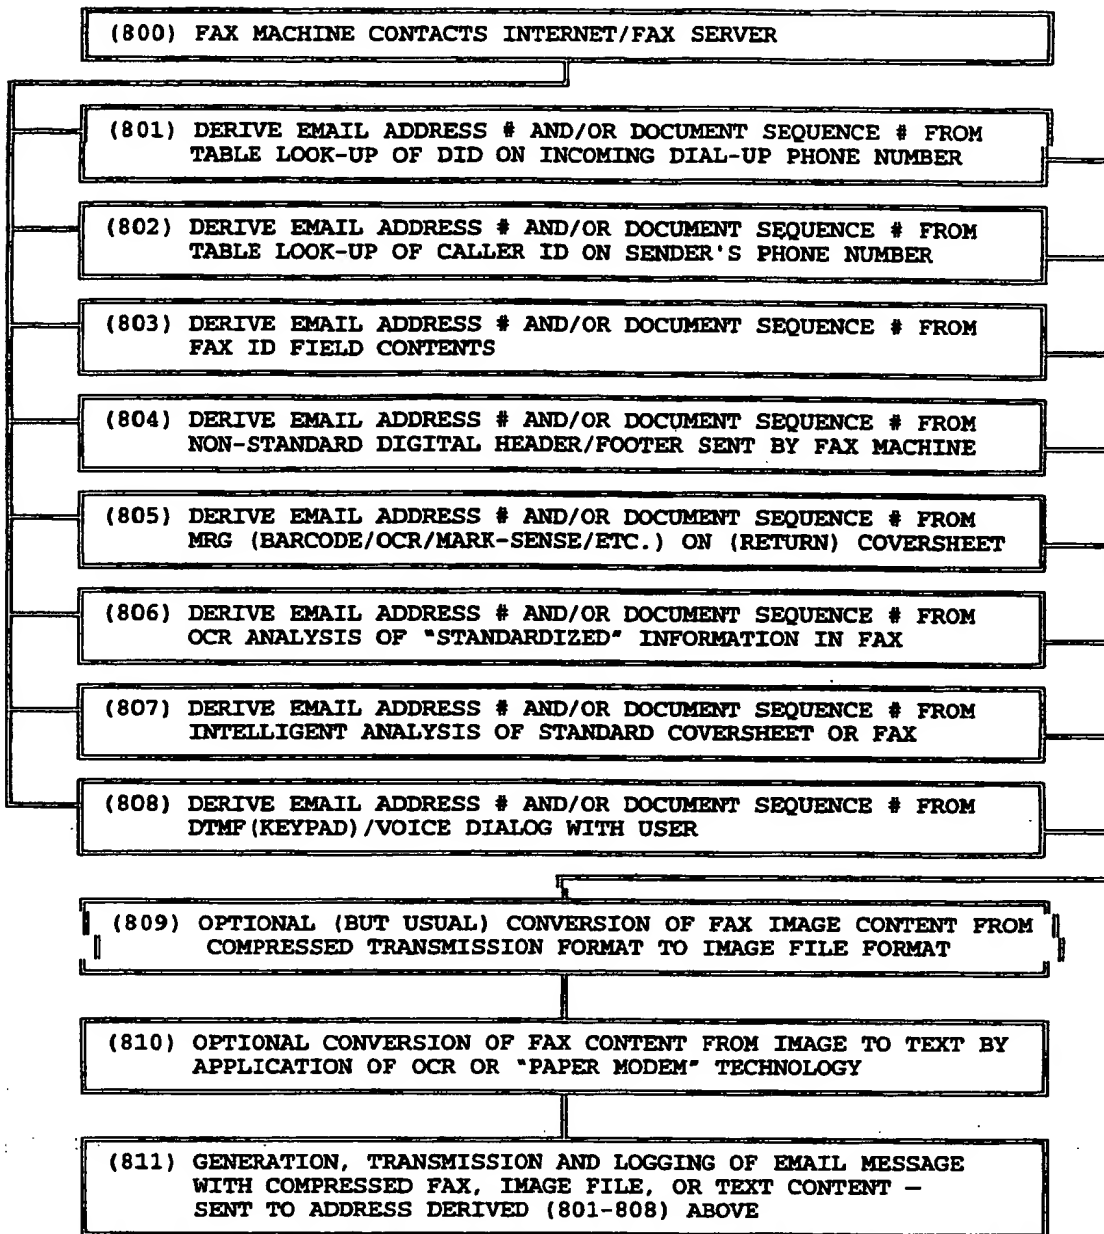 (800) FAX MACHINE CONTACTS INTERNET/FAX SERVER
(801) DERIVE EMAIL ADDRESS # AND/OR DOCUMENT SEQUENCE # FROM
TABLE LOOK-UP OF DID ON INCOMING DIAL-UP PHONE NUMBER
(802) DERIVE EMAIL ADDRESS # AND/OR DOCUMENT SEQUENCE # FROM
TABLE LOOK-UP OF CALLER ID ON SENDER'S PHONE NUMBER
(803) DERIVE EMAIL ADDRESS # AND/OR DOCUMENT SEQUENCE # FROM
FAX ID FIELD CONTENTS
(804) DERIVE EMAIL ADDRESS # AND/OR DOCUMENT SEQUENCE # FROM
NON-STANDARD DIGITAL HEADER/FOOTER SENT BY FAX MACHINE
(805) DERIVE EMAIL ADDRESS # AND/OR DOCUMENT SEQUENCE # FROM
MRG (BARCODE/OCR/MARK-SENSE/ETC.) ON (RETURN) COVERSHEET
(806) DERIVE EMAIL ADDRESS # AND/OR DOCUMENT SEQUENCE # FROM
OCR ANALYSIS OF "STANDARDIZED" INFORMATION IN FAX
(807) DERIVE EMAIL ADDRESS # AND/OR DOCUMENT SEQUENCE # FROM
INTELLIGENT ANALYSIS OF STANDARD COVERSHEET OR FAX
(808) DERIVE EMAIL ADDRESS # AND/OR DOCUMENT SEQUENCE # FROM
DTMF(KEYPAD)/VOICE DIALOG WITH USER
(809) OPTIONAL (BUT USUAL) CONVERSION OF FAX IMAGE CONTENT FROM
COMPRESSED TRANSMISSION FORMAT TO IMAGE FILE FORMAT
(810) OPTIONAL CONVERSION OF FAX CONTENT FROM IMAGE TO TEXT BY
APPLICATION OF OCR OR "PAPER MODEM" TECHNOLOGY
(811) GENERATION, TRANSMISSION AND LOGGING OF EMAIL MESSAGE
WITH COMPRESSED FAX, IMAGE FILE, OR TEXT CONTENT —
SENT TO ADDRESS DERIVED (801-808) ABOVE